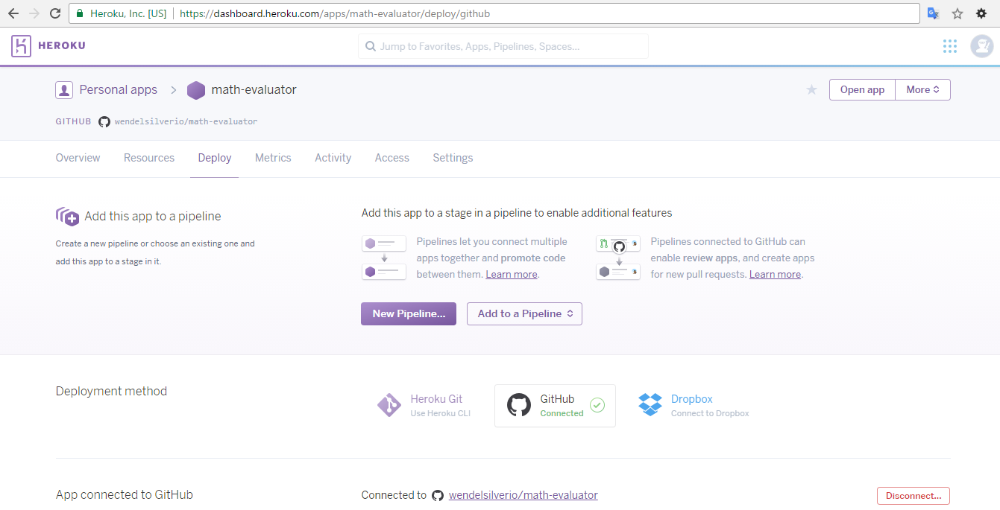 Heroku, Inc. [US] https://dashboard.heroku.com/apps/math-evaluator/deploy/github
HEROKU
Jump to Favorites, Apps, Pipelines, Spaces...
Personal apps > math-evaluator
Open app
More
GITHUB wendelsilverio/math-evaluator
Overview Resources Deploy Metrics Activity Access Settings
Add this app to a pipeline
Create a new pipeline or choose an existing one and
add this app to a stage in it.
Add this app to a stage in a pipeline to enable additional features
Pipelines let you connect multiple
apps together and promote code
between them. Learn more.
Pipelines connected to GitHub can
enable review apps, and create apps
for new pull requests. Learn more.
New Pipeline...
Add to a Pipeline
Deployment method
Heroku Git
Use Heroku CLI
GitHub
Connected
Dropbox
Connect to Dropbox
App connected to GitHub
Connected to wendelsilverio/math-evaluator
Disconnect...